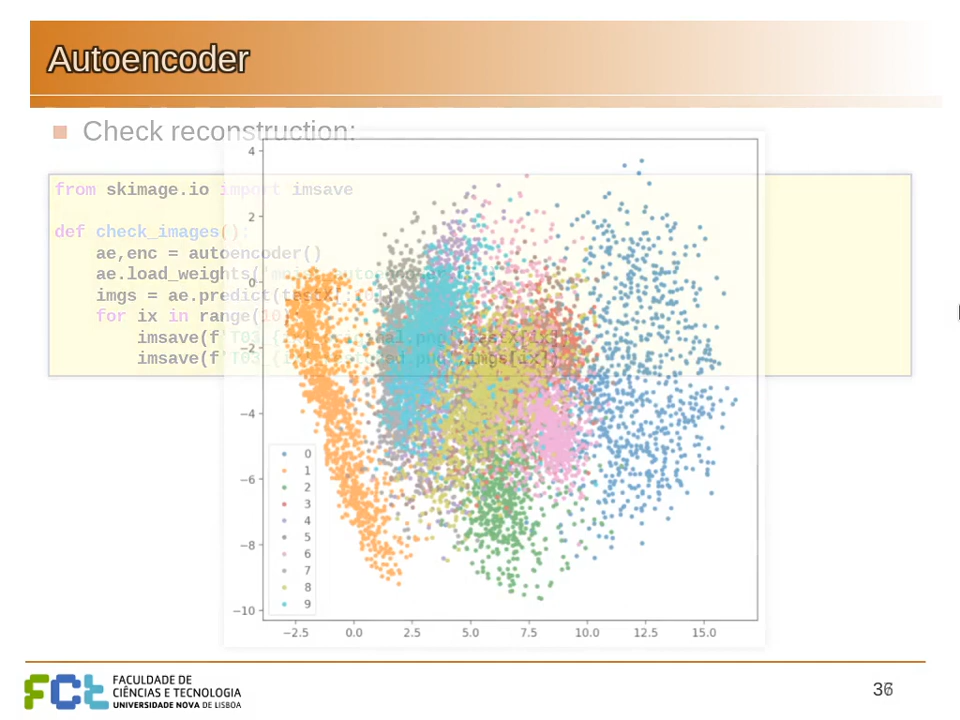 Autoencoder
Check reconstruction:
from skimage.io import imsave
def check_images():
ae,enc = autoencoder()
ae.load_weights(
imgs = ae.predict(
for ix in range(10):
imsave(f'T03_{
imsave(f'T03_{
4
2
0
−2
−4
−6
−8
−10
−2.5 0.0 2.5 5.0 7.5 10.0 12.5 15.0
0
1
2
3
4
5
6
7
8
9
FACULDADE DE
CIÊNCIAS E TECNOLOGIA
UNIVERSIDADE NOVA DE LISBOA